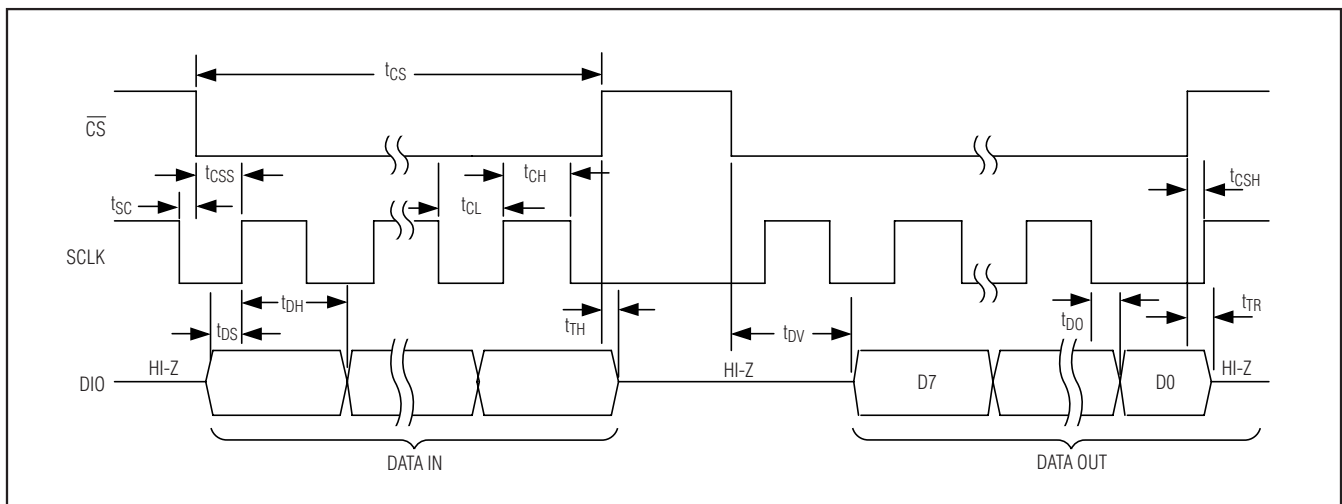 tCS
CS
tCSS
tCH
tCSH
tSC
tCL
SCLK
tDH
tTR
tDS
tTH
tDO
tDV
DIO
HI-Z
HI-Z
D7
D0
HI-Z
DATA IN
DATA OUT